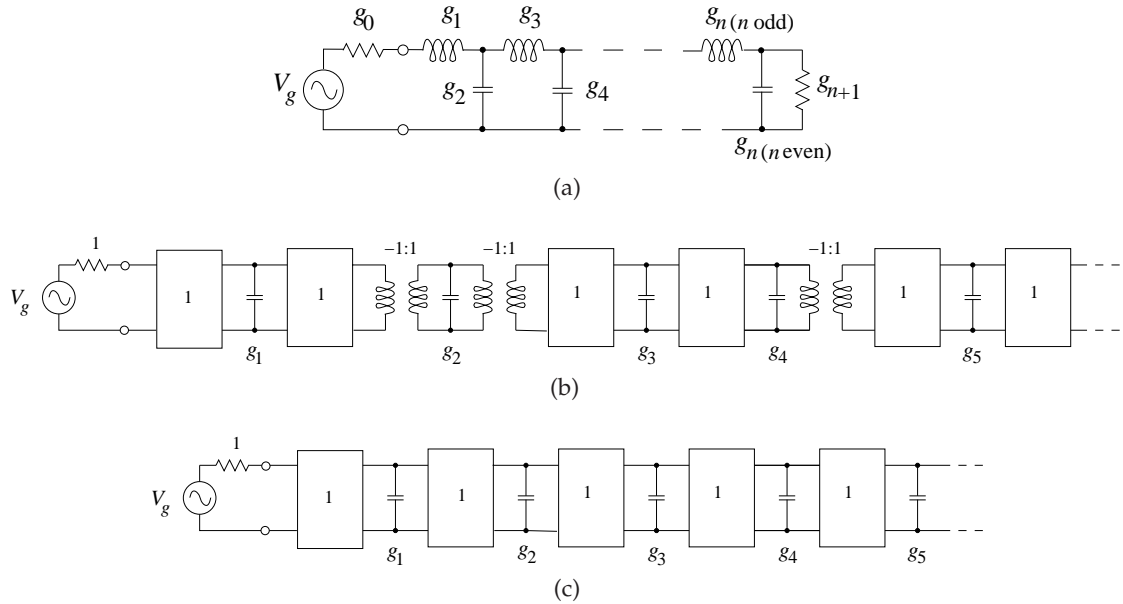 g0 g1 g3 gn(n odd)
Vg g2 g4 gn+1
gn(n even)
(a)
1 –1:1 –1:1 –1:1
Vg 1 1 1 1 1 1
g1 g2 g3 g4 g5
(b)
1
Vg 1 1 1 1 1
g1 g2 g3 g4 g5
(c)